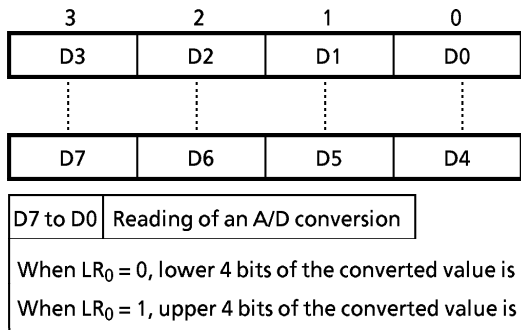 3 2 1 0
D3 D2 D1 D0
D7 D6 D5 D4
D7 to D0 Reading of an A/D conversion
When LR₀ = 0, lower 4 bits of the converted value is
When LR₀ = 1, upper 4 bits of the converted value is